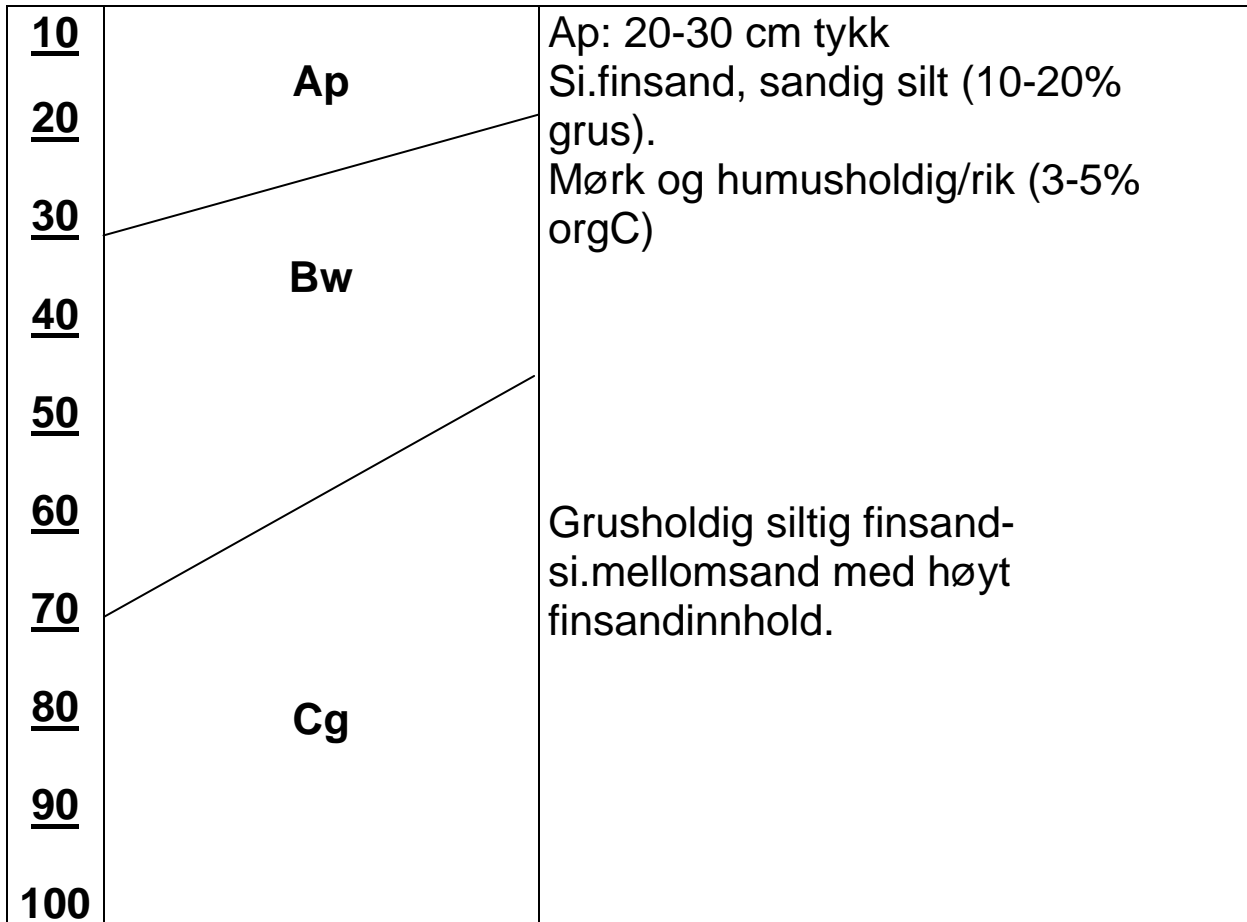 10
20
30
40
50
60
70
80
90
100
Ap
Bw
Cg
Ap: 20-30 cm tykk
Si.finsand, sandig silt (10-20%
grus).
Mørk og humusholdig/rik (3-5%
orgC)
Grusholdig siltig finsand-
si.mellomsand med høyt
finsandinnhold.